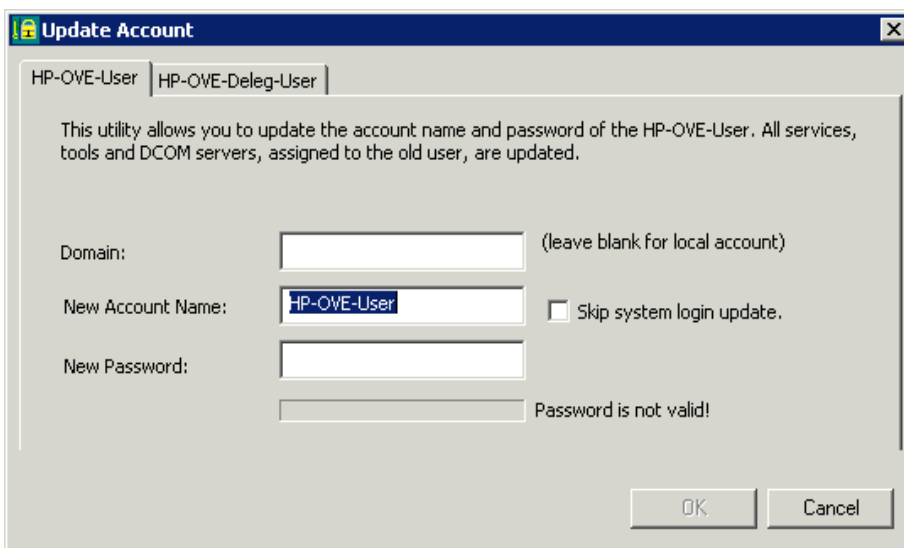 Update Account
HP-OVE-User HP-OVE-Deleg-User
This utility allows you to update the account name and password of the HP-OVE-User. All services,
tools and DCOM servers, assigned to the old user, are updated.
Domain: (leave blank for local account)
New Account Name: HP-OVE-User Skip system login update.
New Password:
Password is not valid!
OK Cancel